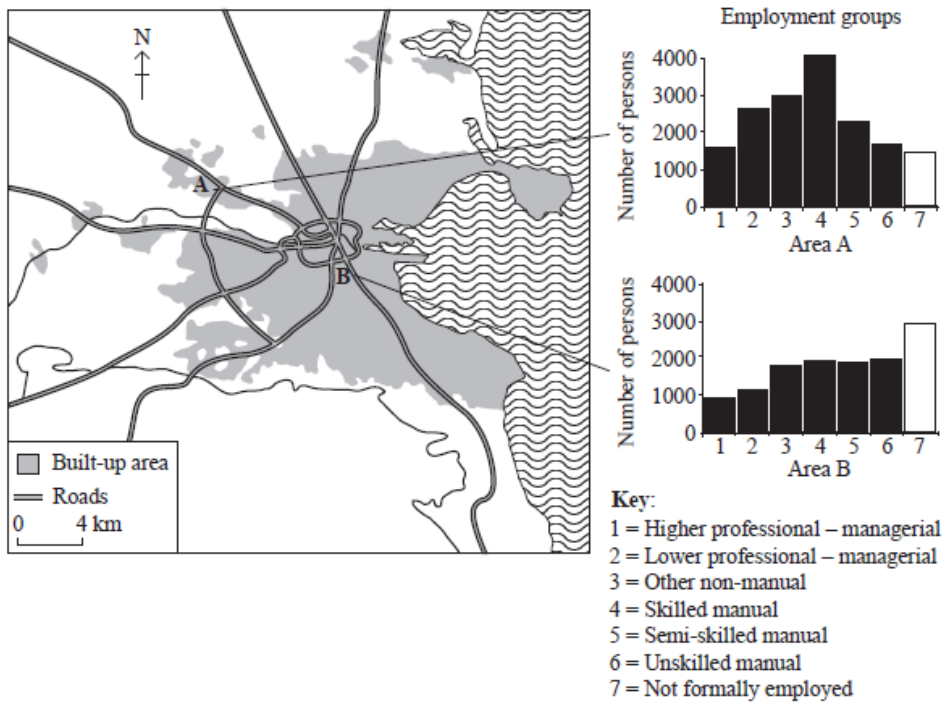 N
A
B
Built-up area
Roads
0 4 km
Employment groups
Number of persons
4000
3000
2000
1000
0
1 2 3 4 5 6 7
Area A
Number of persons
4000
3000
2000
1000
0
1 2 3 4 5 6 7
Area B
Key:
1 = Higher professional – managerial
2 = Lower professional – managerial
3 = Other non-manual
4 = Skilled manual
5 = Semi-skilled manual
6 = Unskilled manual
7 = Not formally employed